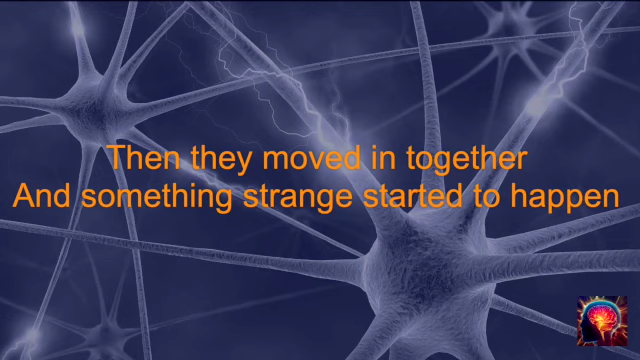 Then they moved in together
And something strange started to happen